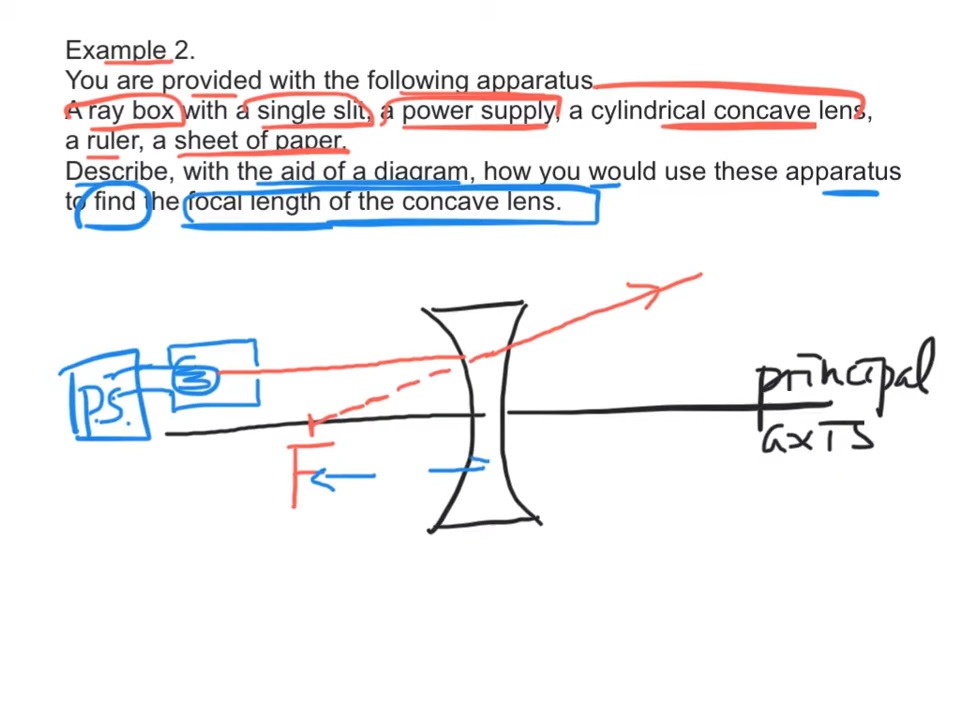 Example 2.
You are provided with the following apparatus.
A ray box with a single slit, a power supply, a cylindrical concave lens,
a ruler, a sheet of paper.
Describe, with the aid of a diagram, how you would use these apparatus
to find the focal length of the concave lens.
P.S.
principal
axis
F